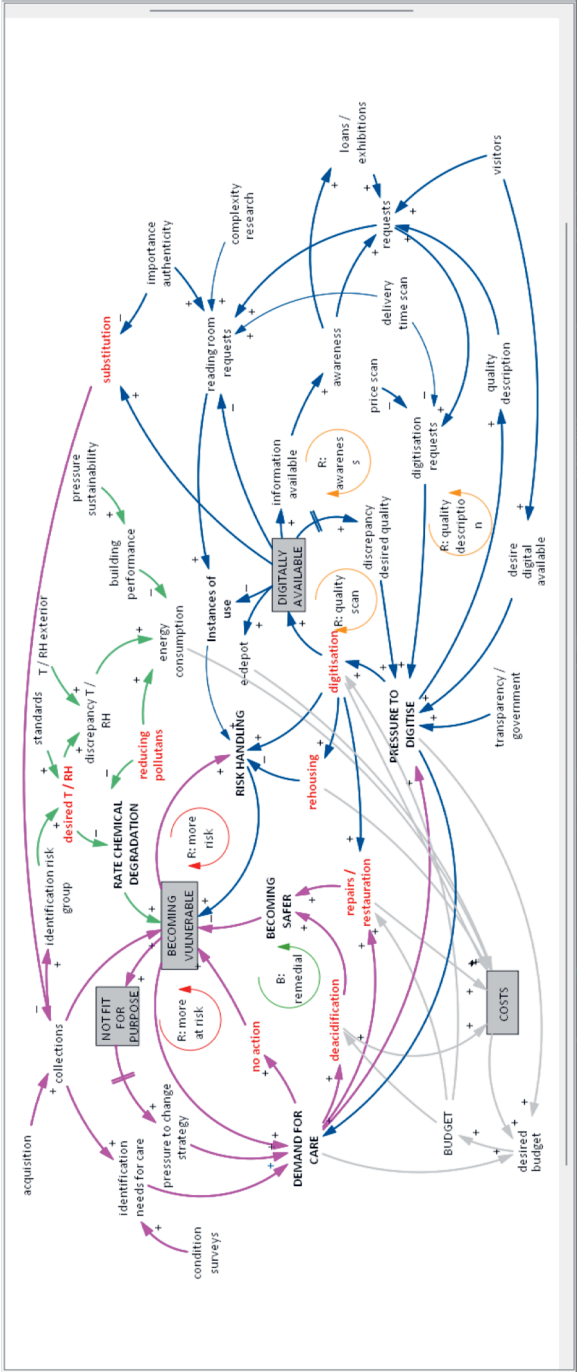 acquisition
collections
identification
needs for care
condition
surveys
identification risk
group
standards
T / RH exterior
desired T / RH
discrepancy T /
RH
pressure
sustainability
building
performance
energy
consumption
reducing
pollutans
RATE CHEMICAL
DEGRADATION
substitution
importance
authenticity
complexity
research
NOT FIT
FOR
PURPOSE
pressure to change
strategy
R: more
at risk
BECOMING
VULNERABLE
R: more
risk
RISK HANDLING
Instances of
use
e-depot
reading room
requests
no action
DEMAND FOR
CARE
B:
remedial
BECOMING
SAFER
deacidification
rehousing
repairs /
restauration
digitisation
DIGITALLY
AVAILABLE
R: quality
scan
information
available
R:
awarenes
s
awareness
loans /
exhibitions
requests
visitors
discrepancy
desired quality
price scan
delivery
time scan
digitisation
requests
PRESSURE TO
DIGITISE
R: quality
descriptio
n
quality
description
BUDGET
COSTS
desired
budget
transparency /
government
desire
digital
available